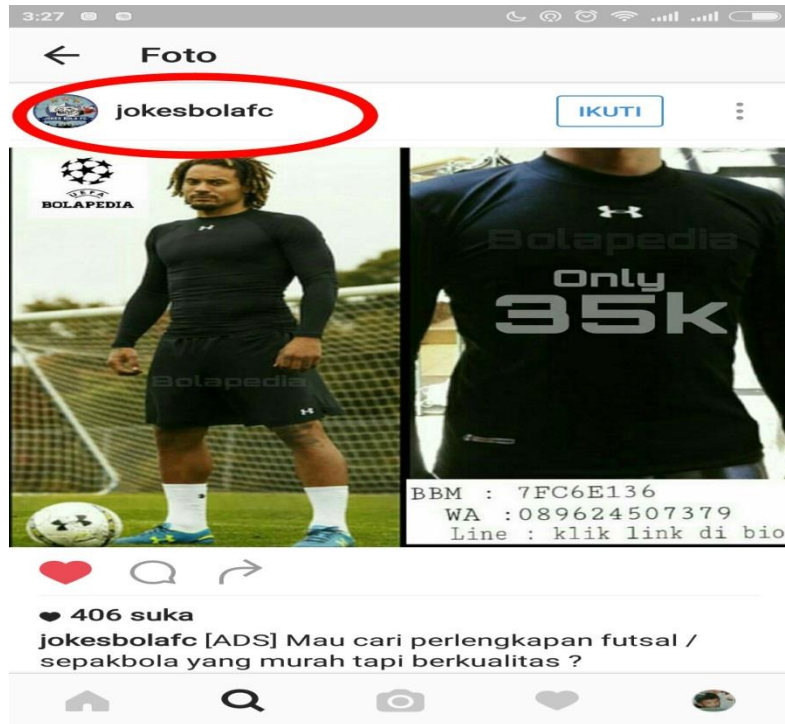 3:27
Foto
jokesbolafc
IKUTI
UEFA
BOLAPEDIA
Bolapedia
Only
35k
Bolapedia
BBM : 7FC6E136
WA :089624507379
Line : klik link di bio
406 suka
jokesbolafc [ADS] Mau cari perlengkapan futsal /
sepakbola yang murah tapi berkualitas ?